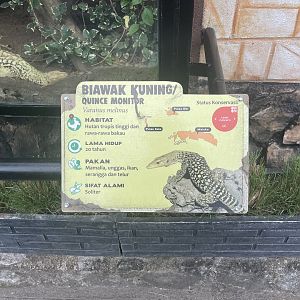 BIAWAK KUNING/
QUINCE MONITOR
Varanus melinus
Status Konservasi
HABITAT
Hutan tropis tinggi dan
rawa-rawa bakau
LAMA HIDUP
20 tahun
PAKAN
Mamalia, unggas, ikan,
serangga dan telur
SIFAT ALAMI
Soliter